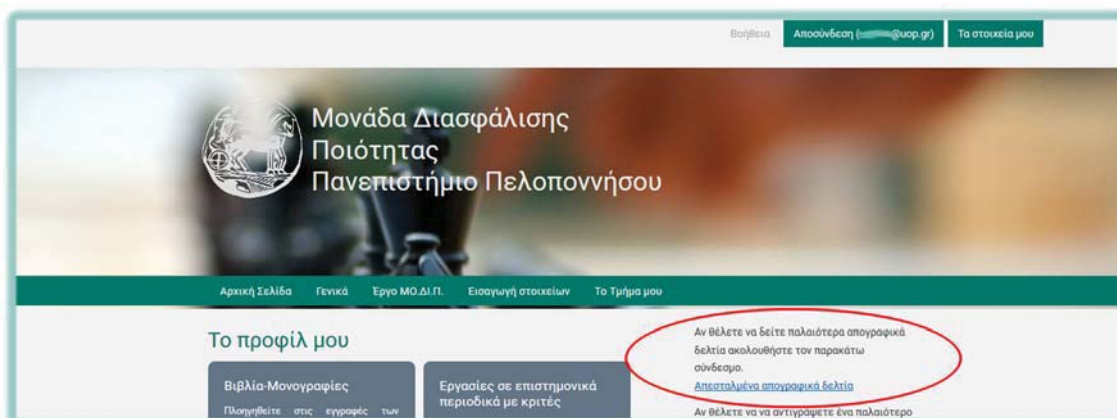 Βοήθεια
Αποσύνδεση ( @uop.gr)
Τα στοιχεία μου
Μονάδα Διασφάλισης
Ποιότητας
Πανεπιστήμιο Πελοποννήσου
Αρχική Σελίδα Γενικά Έργο ΜΟ.ΔΙ.Π. Εισαγωγή στοιχείων Το Τμήμα μου
Το προφίλ μου
Βιβλία-Μονογραφίες
Πλοηγηθείτε στις εγγραφές των
Εργασίες σε επιστημονικά
περιοδικά με κριτές
Αν θέλετε να δείτε παλαιότερα απογραφικά
δελτία ακολουθήστε τον παρακάτω
σύνδεσμο.
Απεσταλμένα απογραφικά δελτία
Αν θέλετε να να αντιγράψετε ένα παλαιότερο